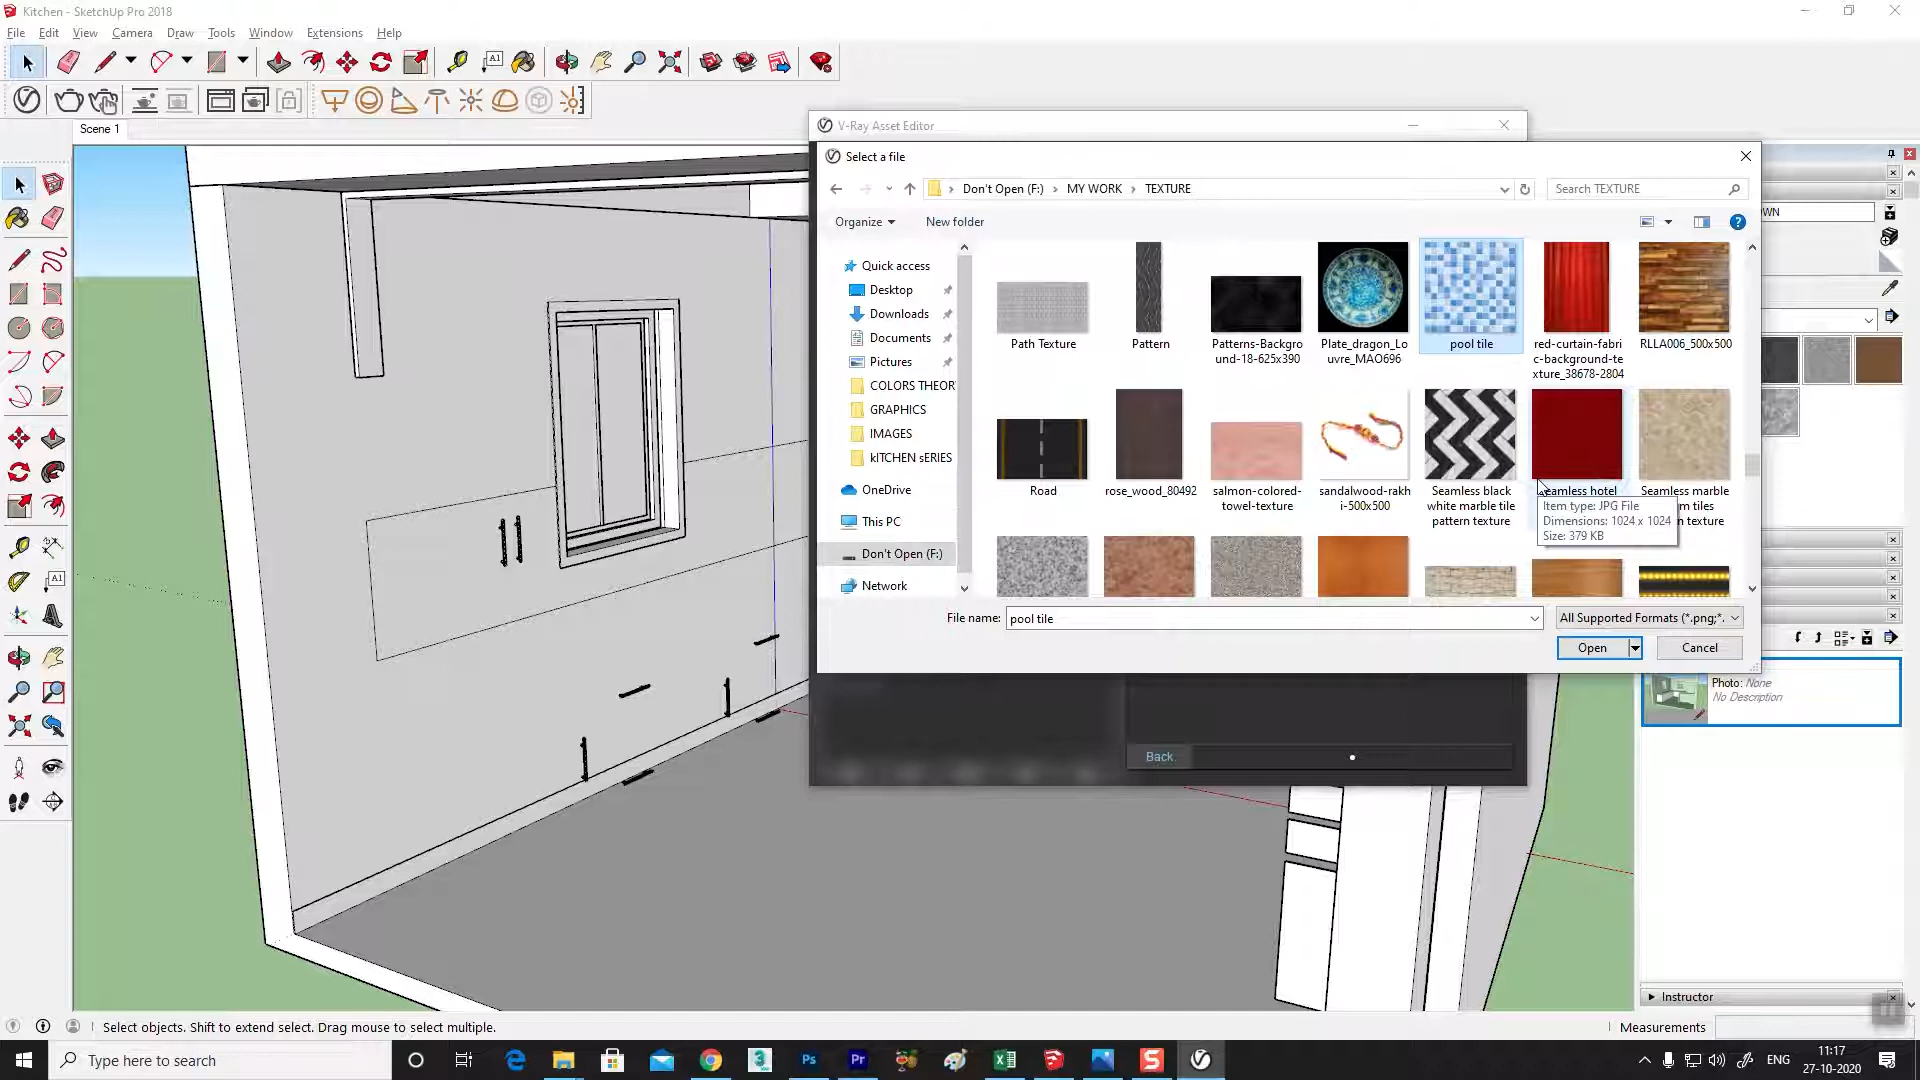 Kitchen - SketchUp Pro 2018
File Edit View Camera Draw Tools Window Extensions Help
A1
Scene 1
V-Ray Asset Editor
Select a file
Don't Open (F:) › MY WORK › TEXTURE
Search TEXTURE
Organize
New folder
Quick access
Desktop
Downloads
Documents
Pictures
COLORS THEOR
GRAPHICS
IMAGES
kITCHEN sERIES
OneDrive
This PC
Don't Open (F:)
Network
Path Texture
Pattern
Patterns-Backgro
und-18-625x390
Plate_dragon_Lo
uvre_MAO696
pool tile
red-curtain-fabri
c-background-te
xture_38678-2804
RLLA006_500x500
Road
rose_wood_80492
salmon-colored-
towel-texture
sandalwood-rakh
i-500x500
Seamless black
white marble tile
pattern texture
eamless hotel
Seamless marble
m tiles
n texture
Item type: JPG File
Dimensions: 1024 x 1024
Size: 379 KB
File name:
pool tile
All Supported Formats (*.png;*.
Open
Cancel
Back
WN
A1
Photo: None
No Description
Instructor
Select objects. Shift to extend select. Drag mouse to select multiple.
Measurements
Type here to search
ENG
11:17
27-10-2020